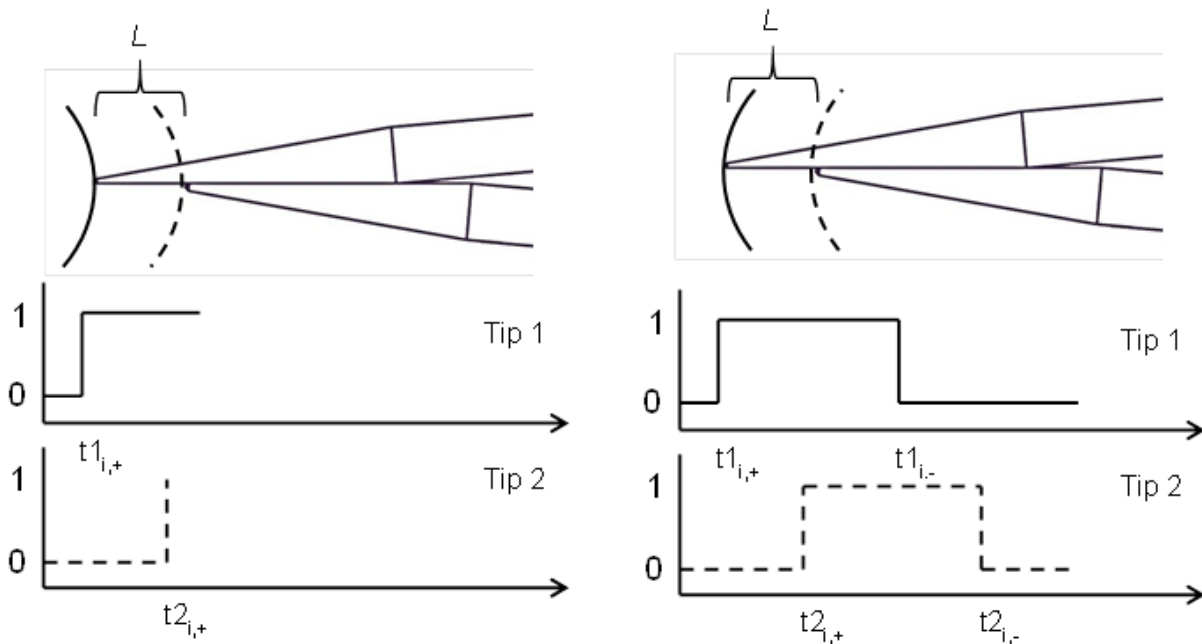 L
L
1
0
Tip 1
t1i,+
1
0
Tip 2
t2i,+
1
0
Tip 1
t1i,+
t1i,-
1
0
Tip 2
t2i,+
t2i,-